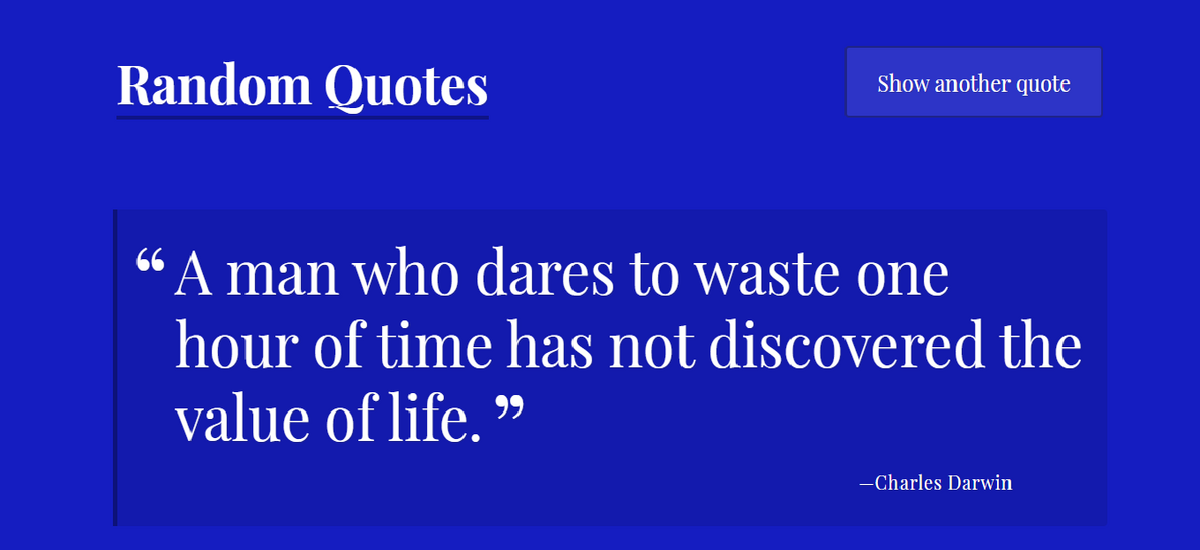 Random Quotes
Show another quote
“ A man who dares to waste one
hour of time has not discovered the
value of life. ”
—Charles Darwin